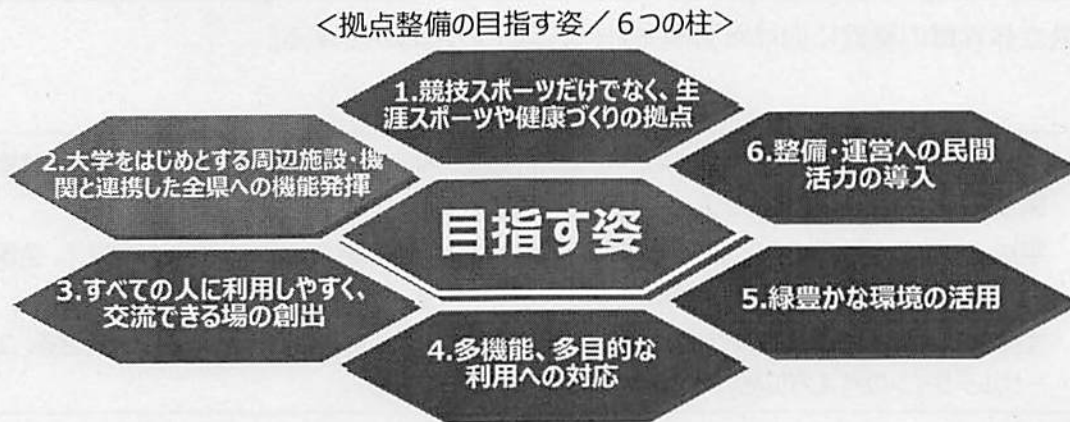 <拠点整備の目指す姿／６つの柱>
1.競技スポーツだけでなく、生
涯スポーツや健康づくりの拠点
2.大学をはじめとする周辺施設・機
関と連携した全県への機能発揮
3.すべての人に利用しやすく、
交流できる場の創出
4.多機能、多目的な
利用への対応
5.緑豊かな環境の活用
6.整備・運営への民間
活力の導入
目指す姿